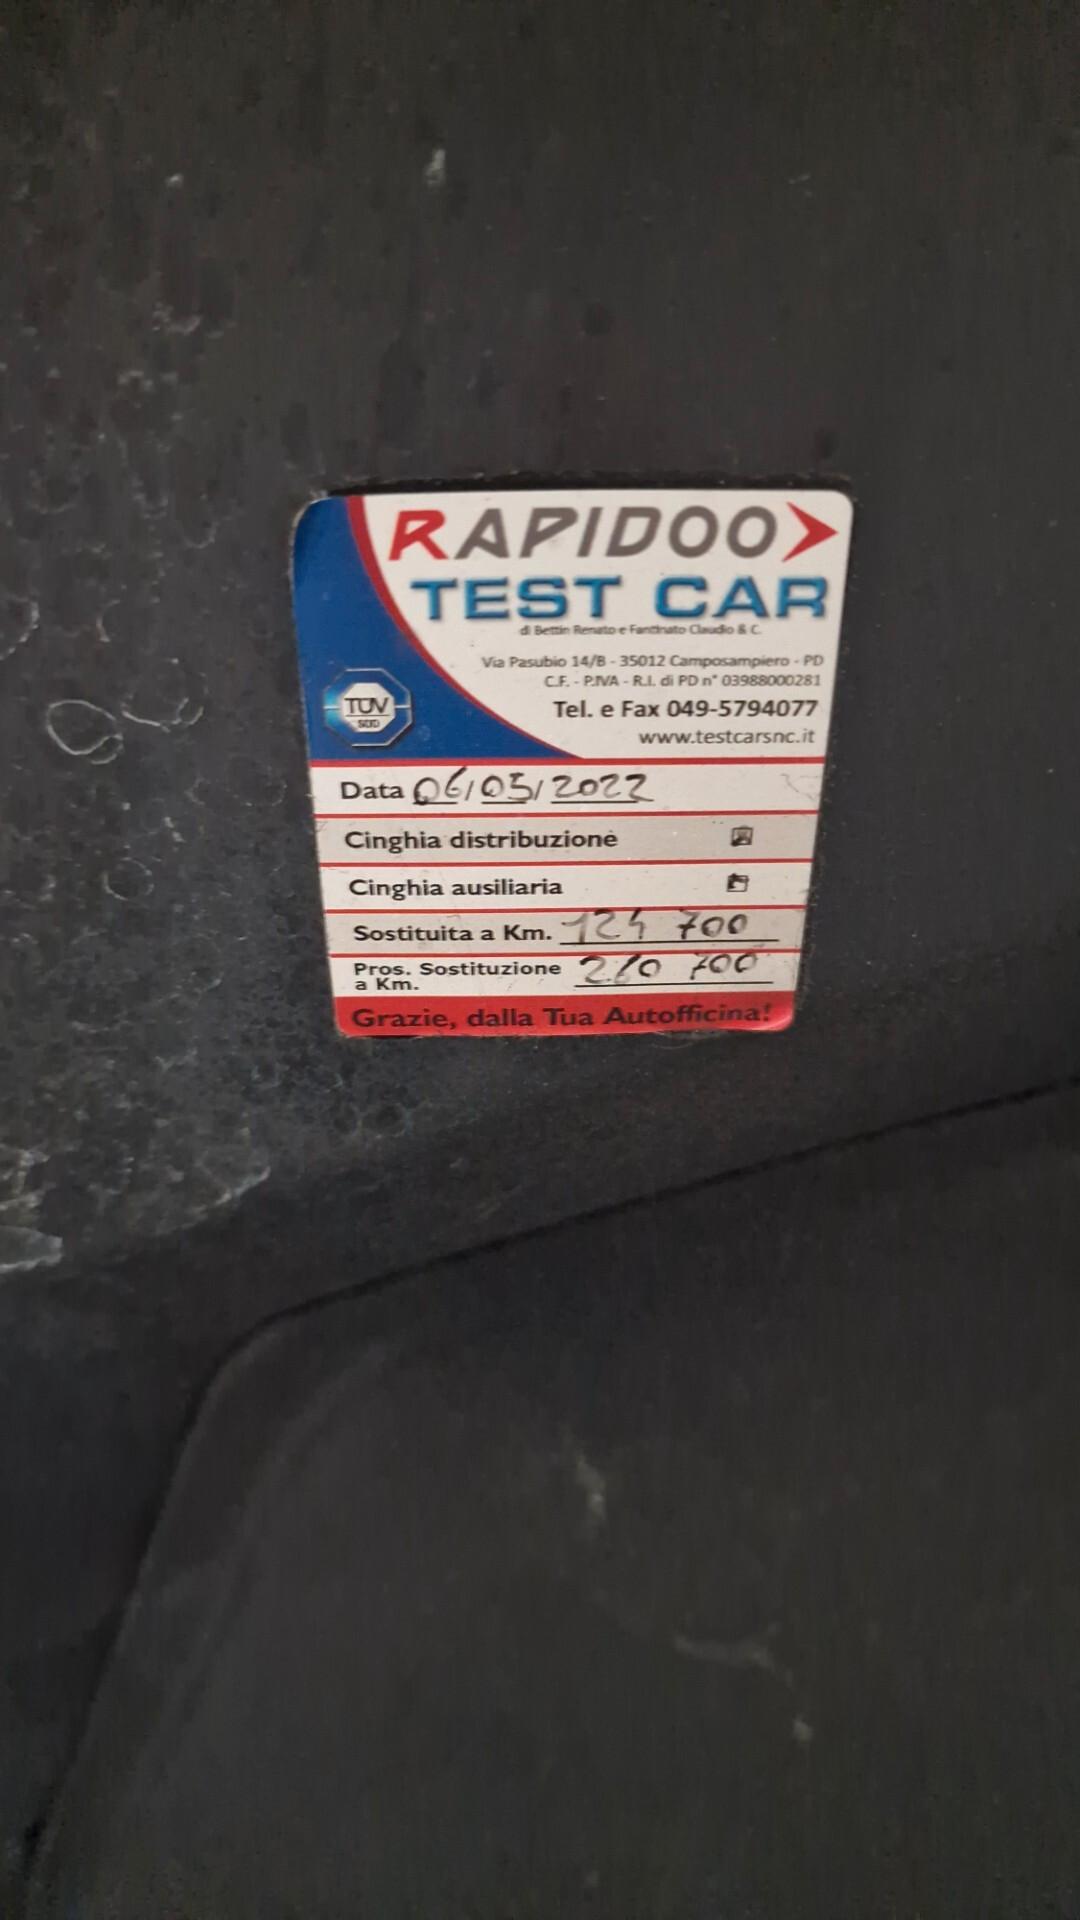 RAPIDOO
TEST CAR
di Bettin Renato e Fantinato Claudio & C.
Via Pasubio 14/B - 35012 Camposampiero - PD
C.F. - P.IVA - R.I. di PD n° 03988000281
Tel. e Fax 049-5794077
www.testcarsnc.it
TÜV
SÜD
Data 06/05/2022
Cinghia distribuzione
Cinghia ausiliaria
Sostituita a Km. 124 700
Pros. Sostituzione
a Km. 700
Grazie, dalla Tua Autofficina!